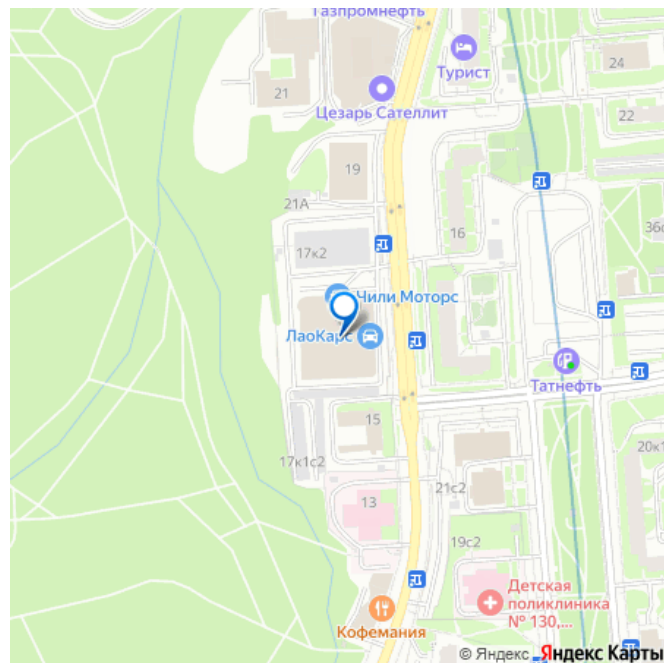 Газпромнефть
Турист
24
21
Цезарь Сателлит
22
19
21А
16
17к2
Чили Моторс
ЛаоКарс
Татнефть
15
17к1с2
20к1
21с2
13
19с2
Детская
поликлиника
№ 130,...
Кофемания
© Яндекс Яндекс Карты